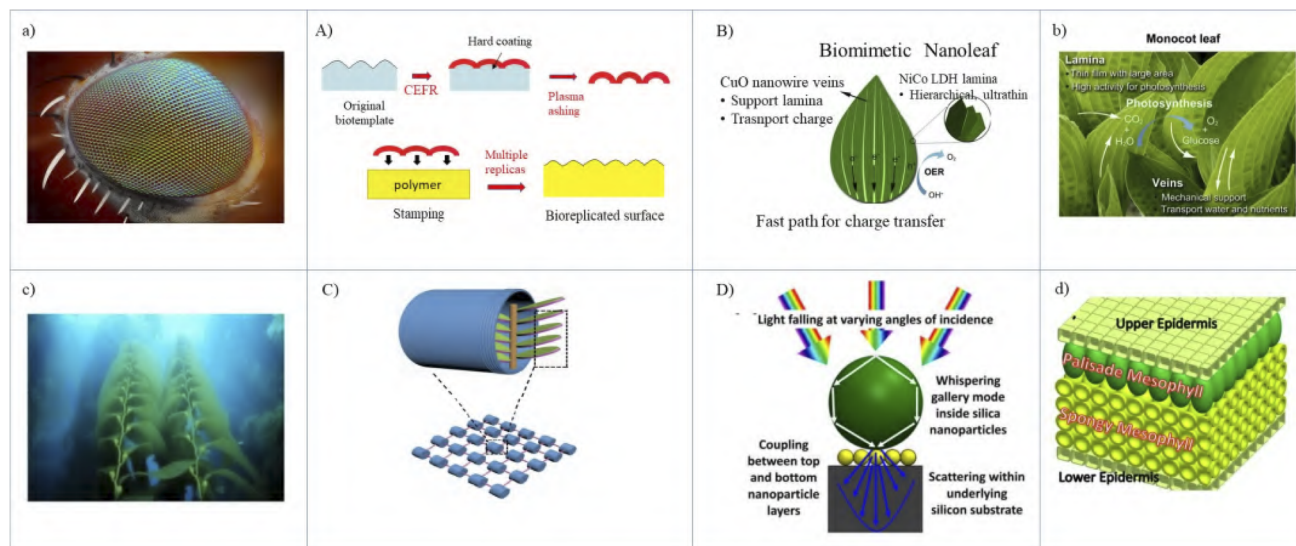 a)
A)
Hard coating
CEFR
Original
biotemplate
Plasma
ashing
polymer
Stamping
Multiple
replicas
Bioreplicated surface
B)
Biomimetic Nanoleaf
CuO nanowire veins
• Support lamina
• Trasnport charge
NiCo LDH lamina
• Hierarchical, ultrathin
O₂
OER
OH⁻
Fast path for charge transfer
b)
Monocot leaf
Lamina
• Thin film with large area
• High activity for photosynthesis
Photosynthesis
CO₂
+
H₂O
O₂
+
Glucose
Veins
Mechanical support
Transport water and nutrients
c)
C)
D)
Light falling at varying angles of incidence
Whispering
gallery mode
inside silica
nanoparticles
Coupling
between top
and bottom
nanoparticle
layers
Scattering within
underlying
silicon substrate
d)
Upper Epidermis
Palisade Mesophyll
Spongy Mesophyll
Lower Epidermis